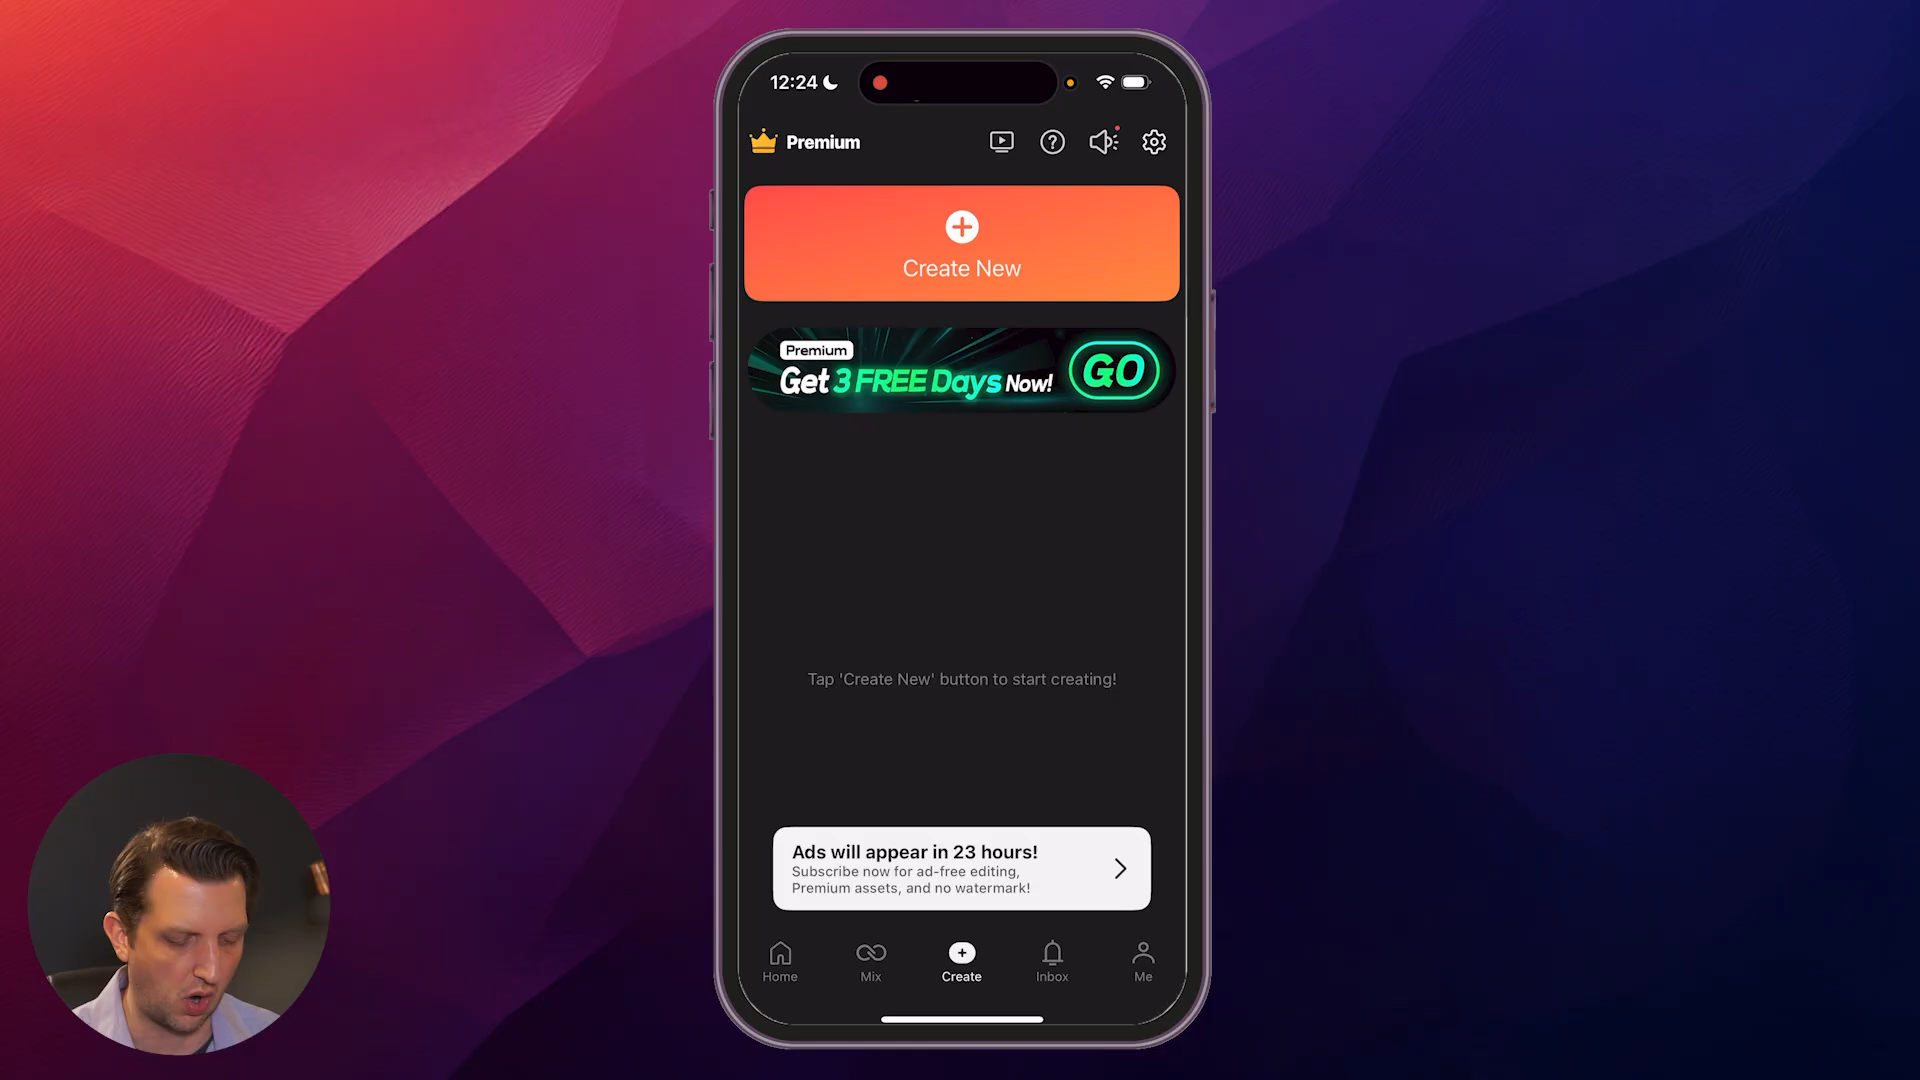 12:24
Premium
Create New
Premium
Get 3 FREE Days Now!
GO
Tap 'Create New' button to start creating!
Ads will appear in 23 hours!
Subscribe now for ad-free editing,
Premium assets, and no watermark!
Home
Mix
Create
Inbox
Me